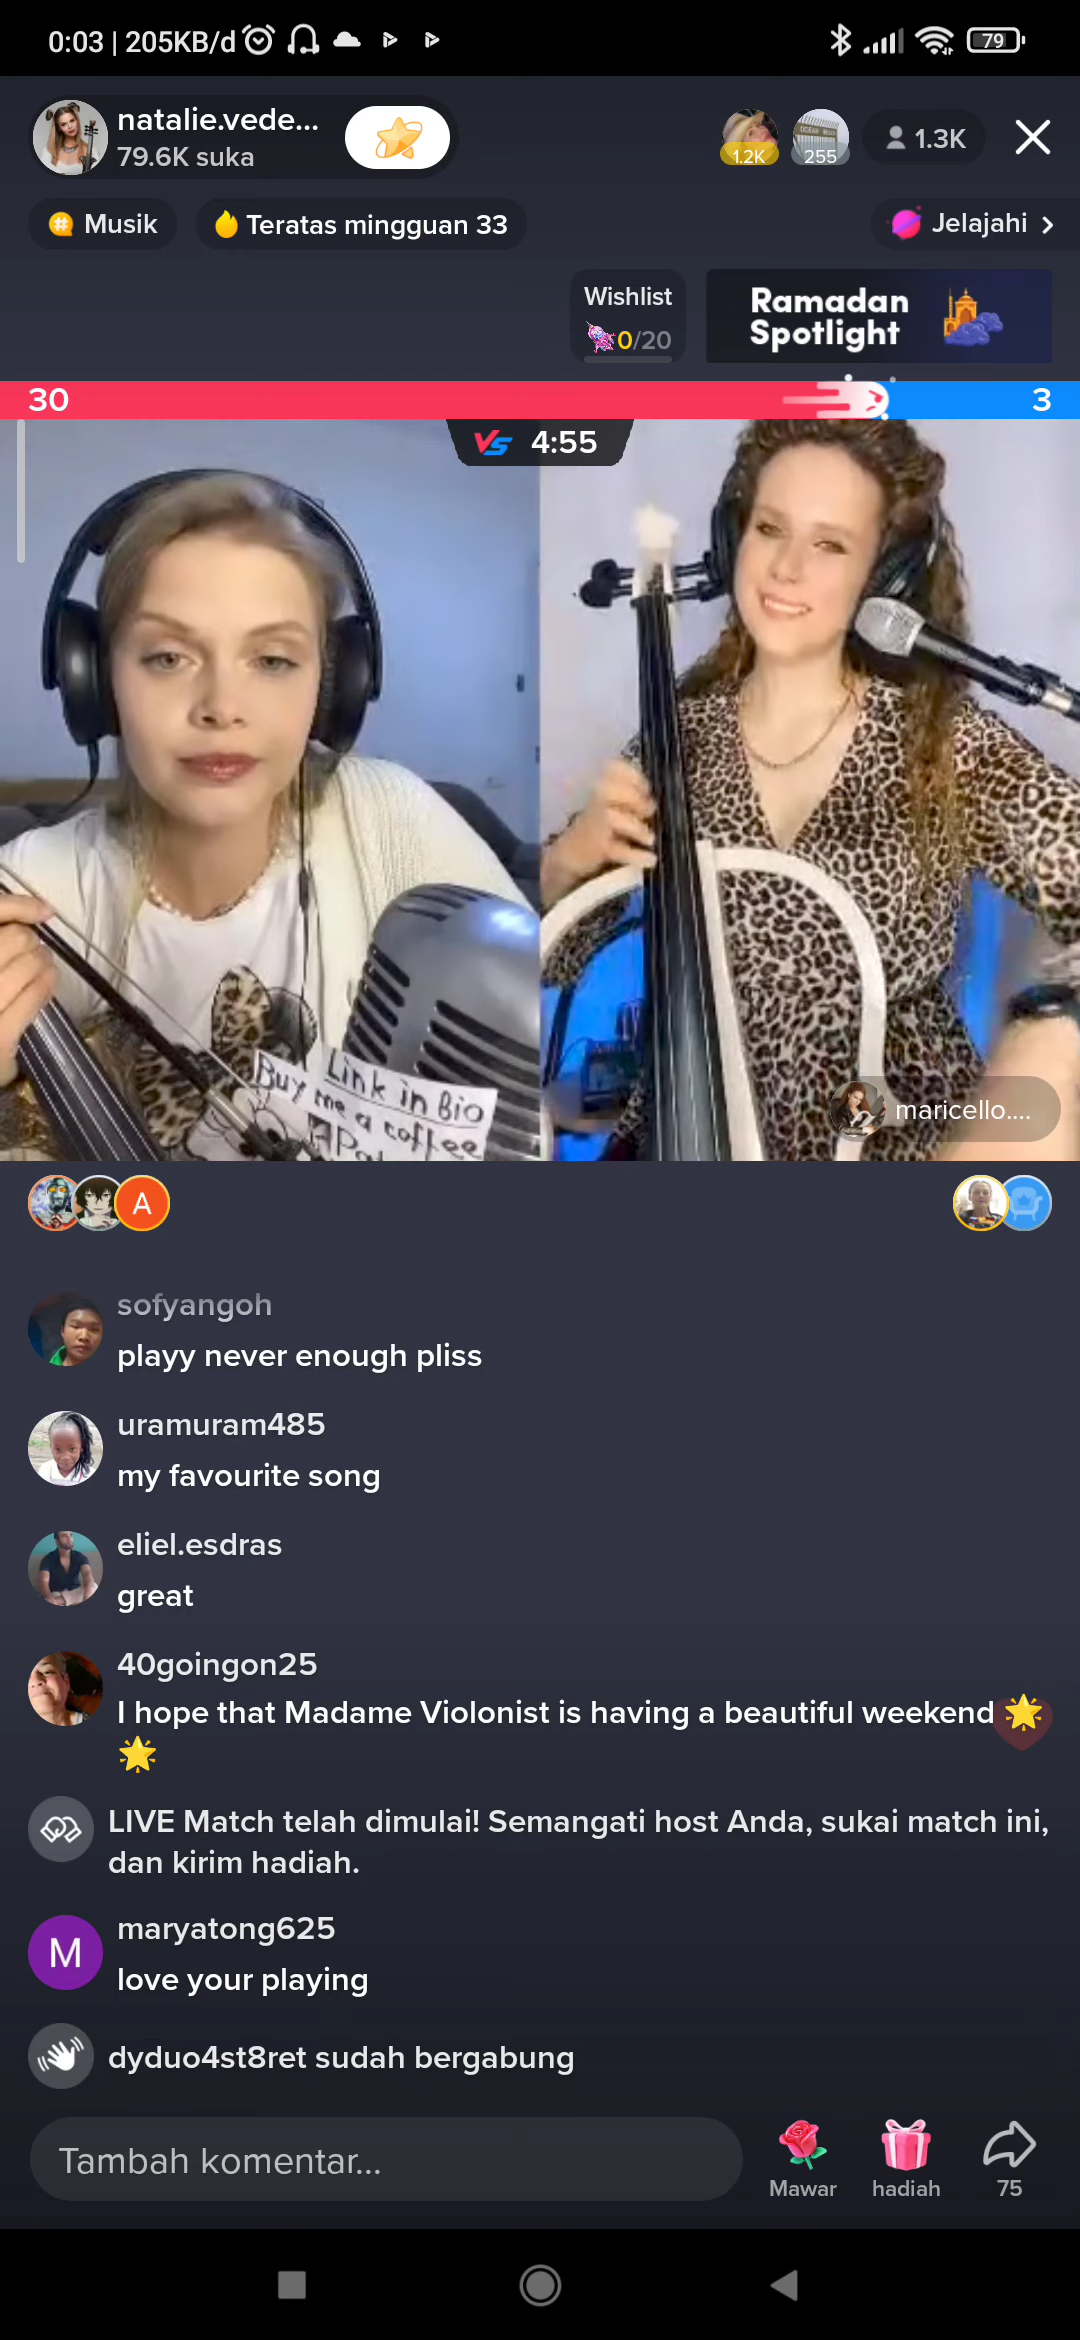 0:03 | 205KB/d
79
natalie.vede...
79.6K suka
1.2K
255
1.3K
Musik
Teratas mingguan 33
Jelajahi
Wishlist
0/20
Ramadan
Spotlight
30
3
VS 4:55
Link in Bio
Buy me a coffee
maricello....
A
sofyangoh
playy never enough pliss
uramuram485
my favourite song
eliel.esdras
great
40goingon25
I hope that Madame Violonist is having a beautiful weekend🌟
🌟
LIVE Match telah dimulai! Semangati host Anda, sukai match ini,
dan kirim hadiah.
M
maryatong625
love your playing
dyduo4st8ret sudah bergabung
Tambah komentar...
Mawar
hadiah
75